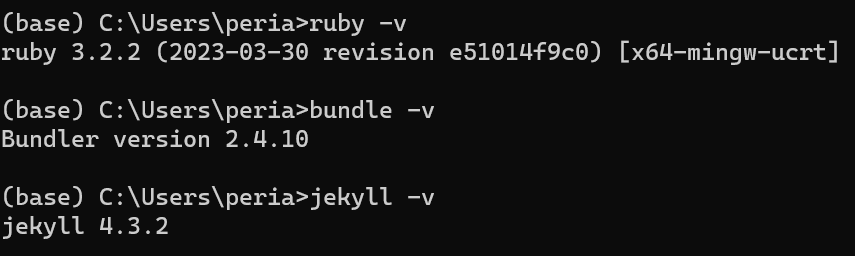 (base) C:\Users\peria>ruby -v
ruby 3.2.2 (2023-03-30 revision e51014f9c0) [x64-mingw-ucrt]
(base) C:\Users\peria>bundle -v
Bundler version 2.4.10
(base) C:\Users\peria>jekyll -v
jekyll 4.3.2